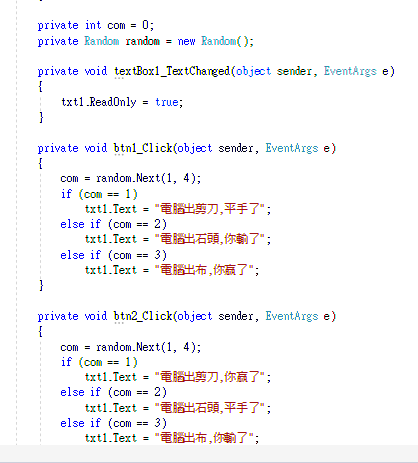 private int com = 0;
private Random random = new Random();
private void textBox1_TextChanged(object sender, EventArgs e)
{
txt1.ReadOnly = true;
}
private void btn1_Click(object sender, EventArgs e)
{
com = random.Next(1, 4);
if (com == 1)
txt1.Text = "電腦出剪刀,平手了";
else if (com == 2)
txt1.Text = "電腦出石頭,你輸了";
else if (com == 3)
txt1.Text = "電腦出布,你贏了";
}
private void btn2_Click(object sender, EventArgs e)
{
com = random.Next(1, 4);
if (com == 1)
txt1.Text = "電腦出剪刀,你贏了";
else if (com == 2)
txt1.Text = "電腦出石頭,平手了";
else if (com == 3)
txt1.Text = "電腦出布,你輸了";